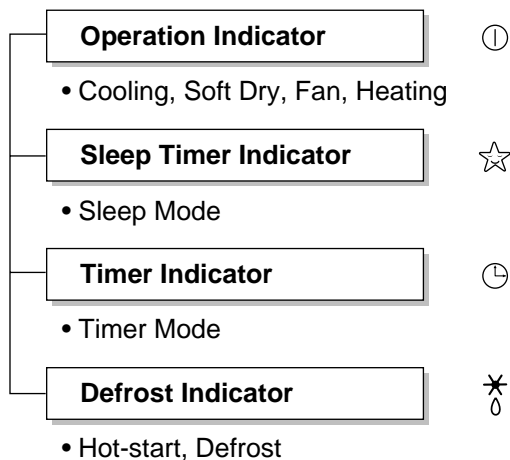 Operation Indicator
• Cooling, Soft Dry, Fan, Heating
Sleep Timer Indicator
• Sleep Mode
Timer Indicator
• Timer Mode
Defrost Indicator
• Hot-start, Defrost